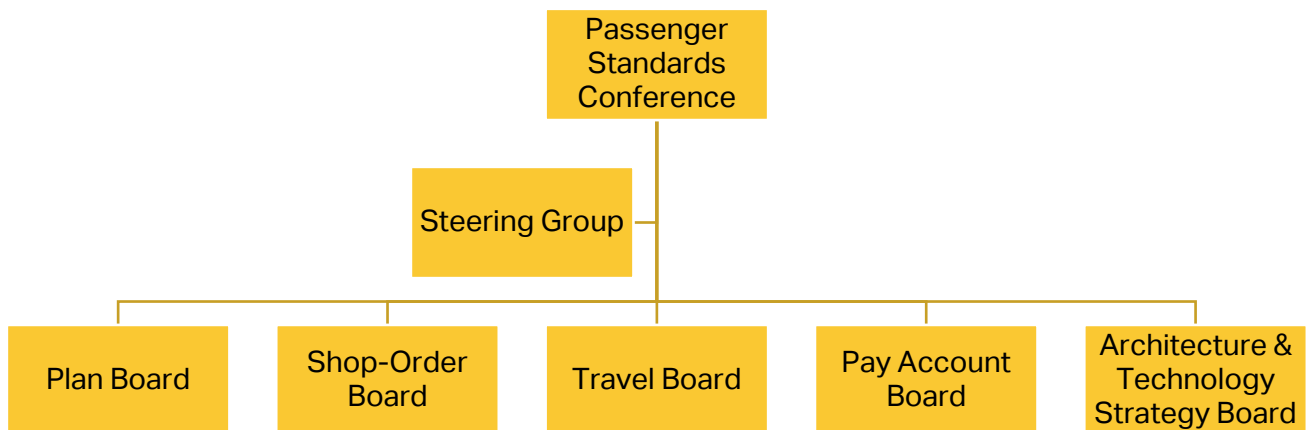 Passenger
Standards
Conference
Steering Group
Plan Board
Shop-Order
Board
Travel Board
Pay Account
Board
Architecture &
Technology
Strategy Board